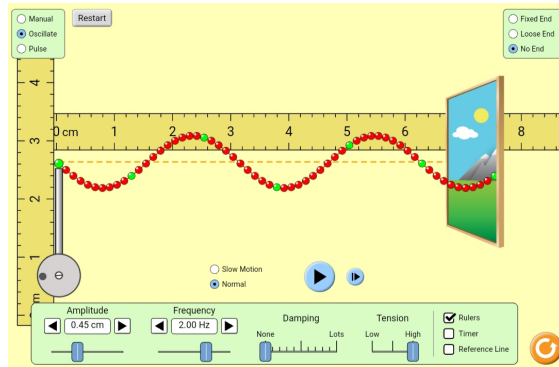 Manual
Oscillate
Pulse
Restart
Fixed End
Loose End
No End
4
3
2
1
0 cm 1 2 3 4 5 6 8
Slow Motion
Normal
Amplitude
0.45 cm
Frequency
2.00 Hz
Damping
None Lots
Tension
Low High
Rulers
Timer
Reference Line